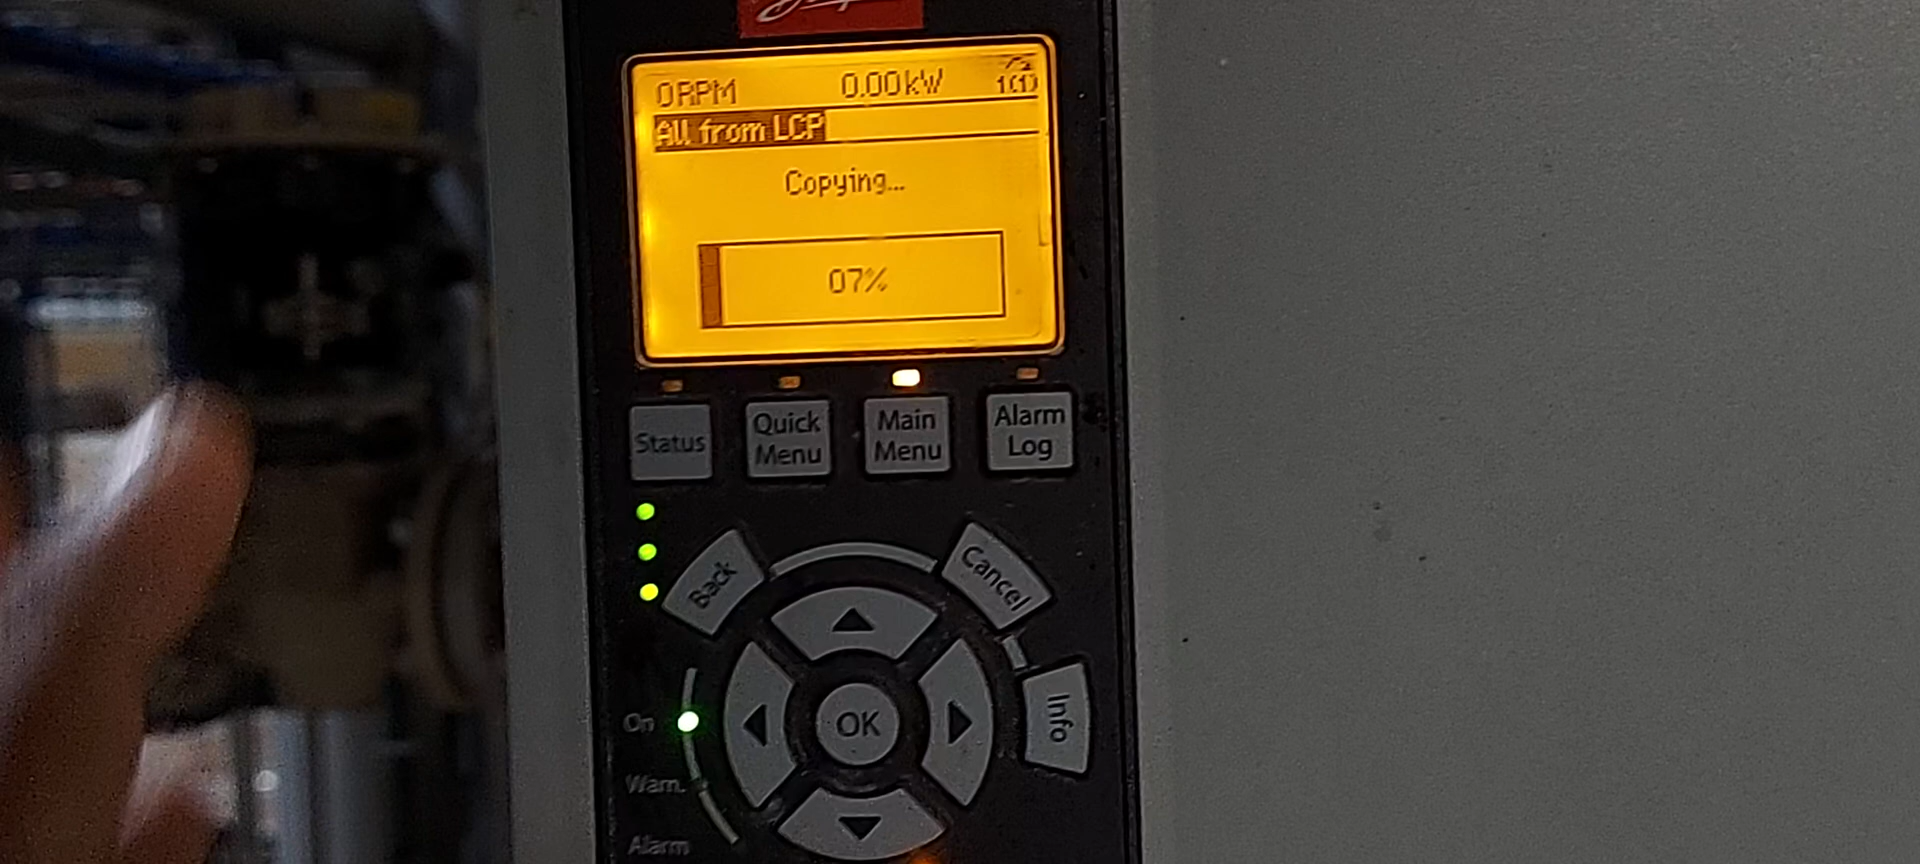 0RPM 0.00kW 1(1)
All from LCP
Copying...
07%
Status
Quick Menu
Main Menu
Alarm Log
Back
Cancel
Info
OK
On
Warn.
Alarm